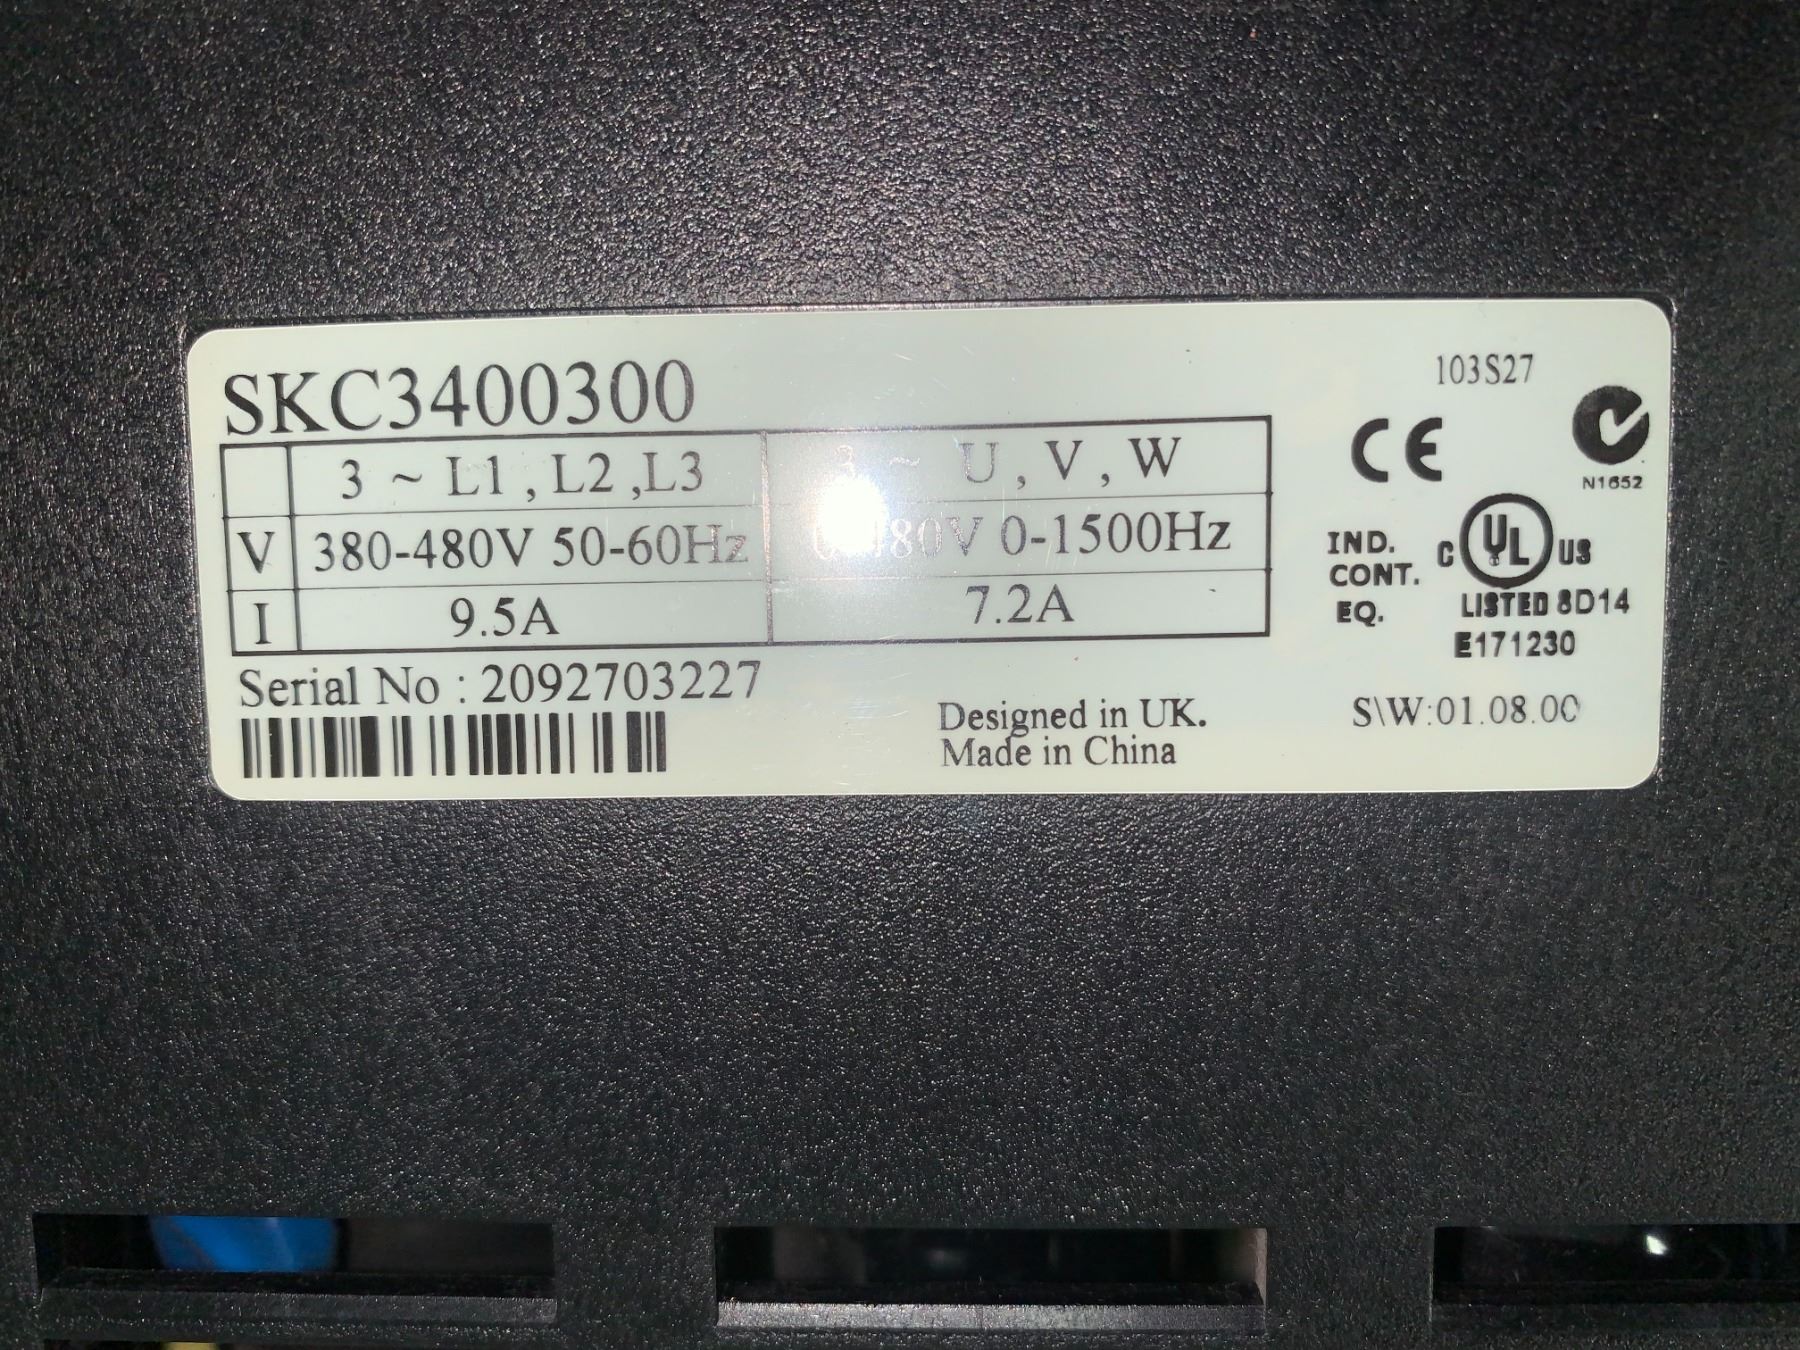 SKC3400300
103S27
3 ~ L1 , L2 ,L3
~ U , V , W
V
380-480V 50-60Hz
0-1500Hz
I
9.5A
7.2A
CE
N1652
IND.
CONT.
EQ.
C UL US
LISTED 8D14
E171230
Serial No : 2092703227
Designed in UK.
Made in China
S\W:01.08.00